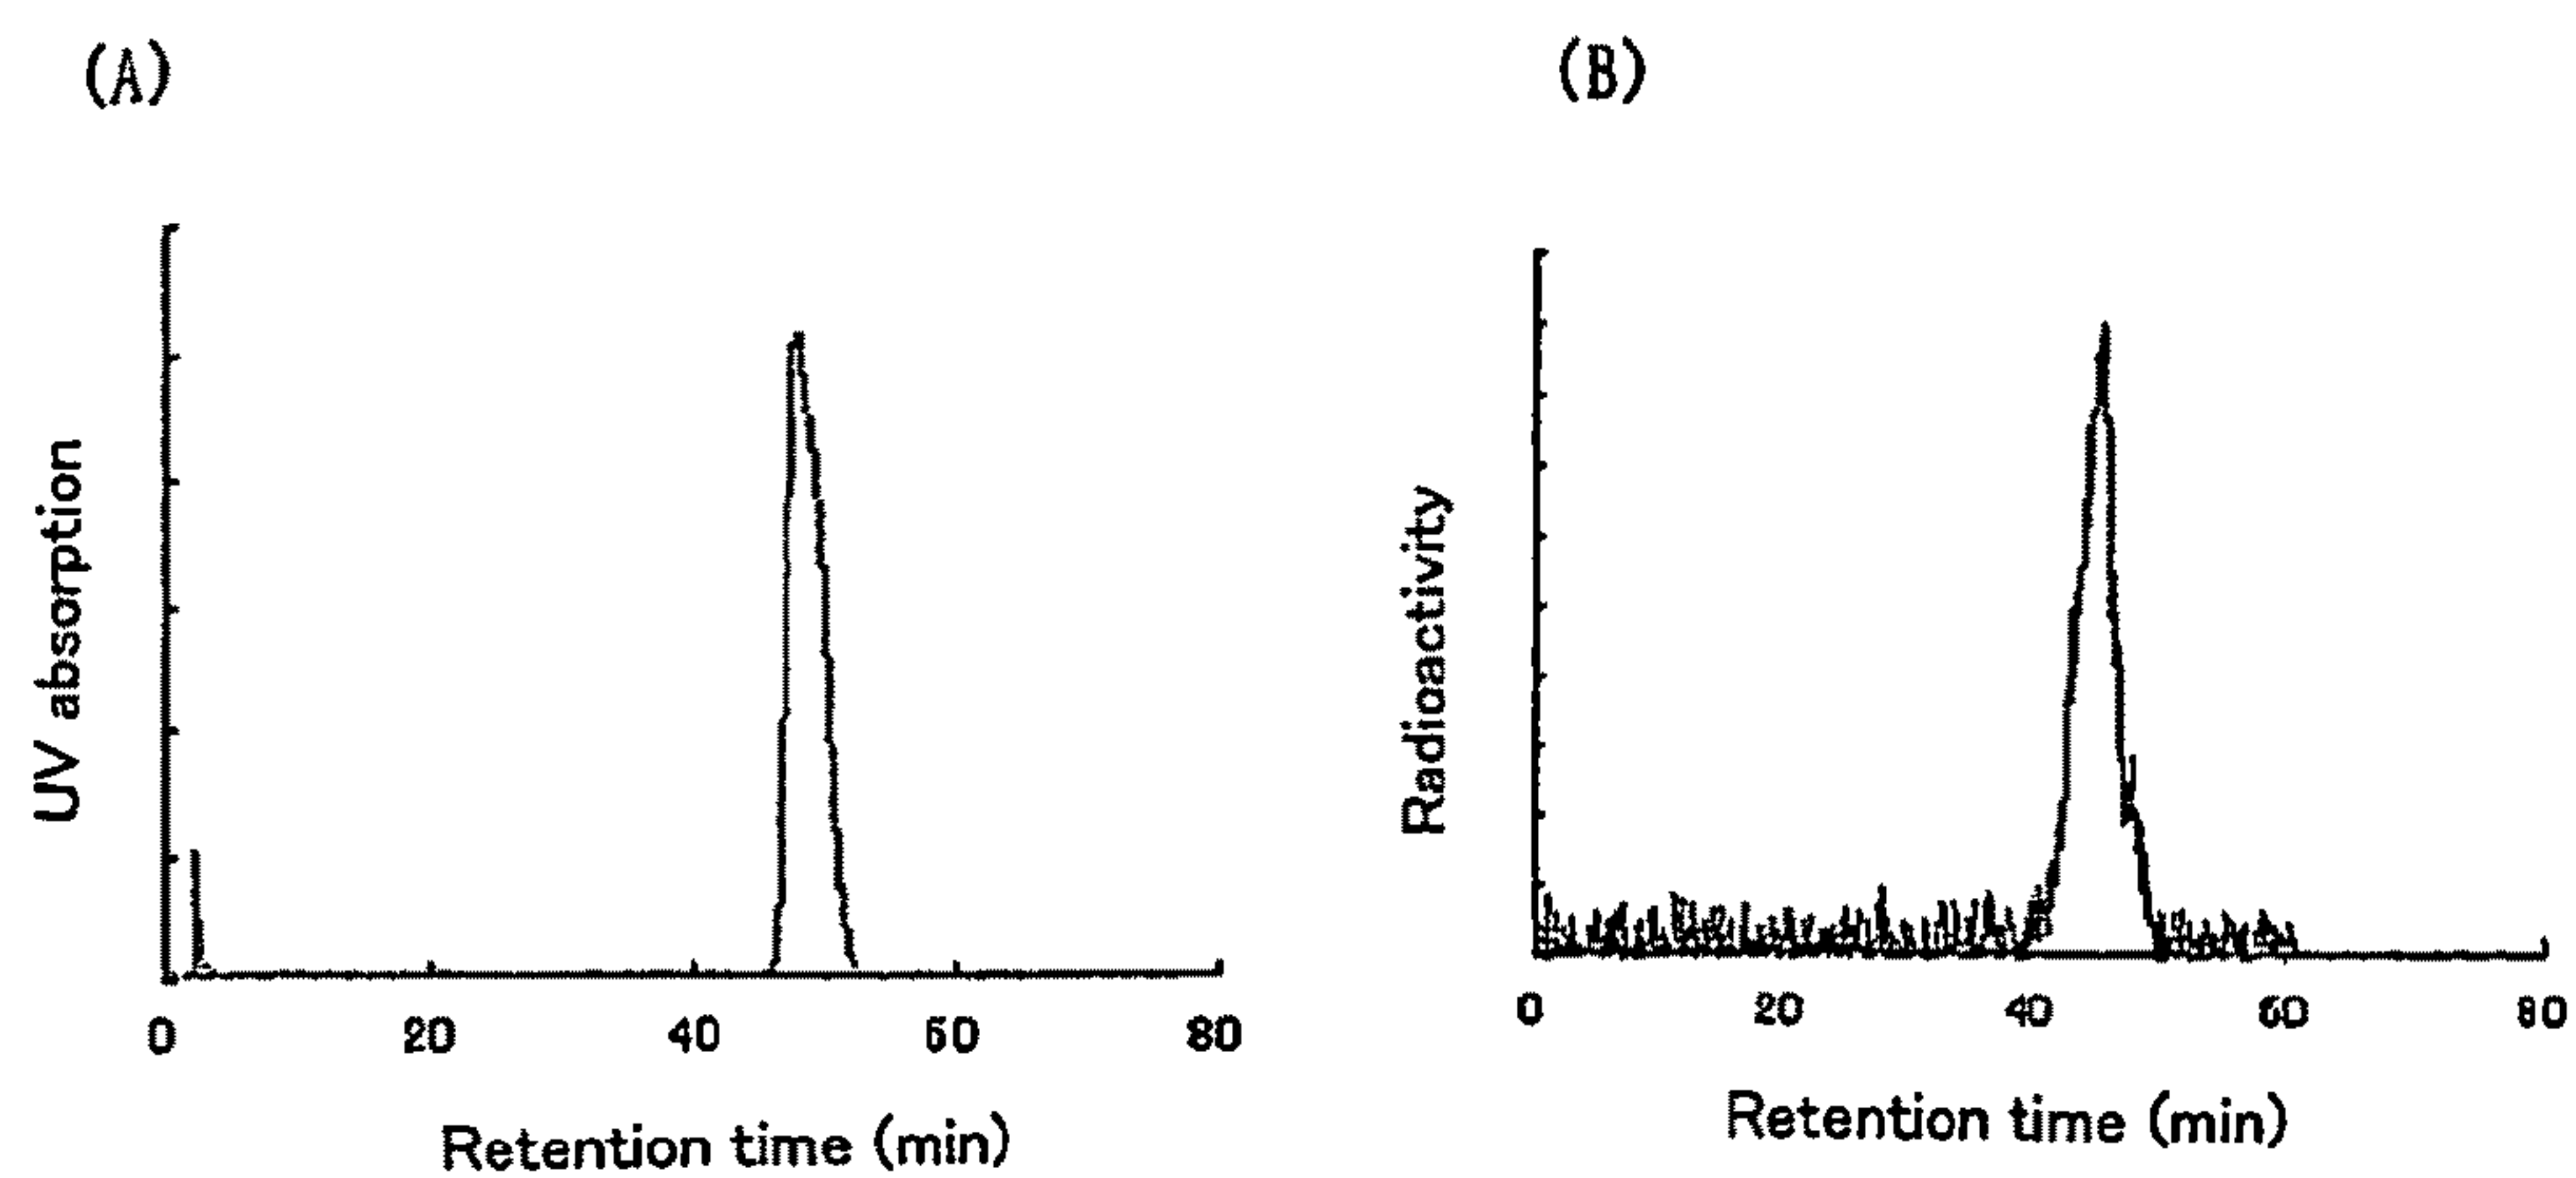 (A)
UV absorption
0 20 40 60 80
Retention time (min)
(B)
Radioactivity
0 20 40 60 80
Retention time (min)